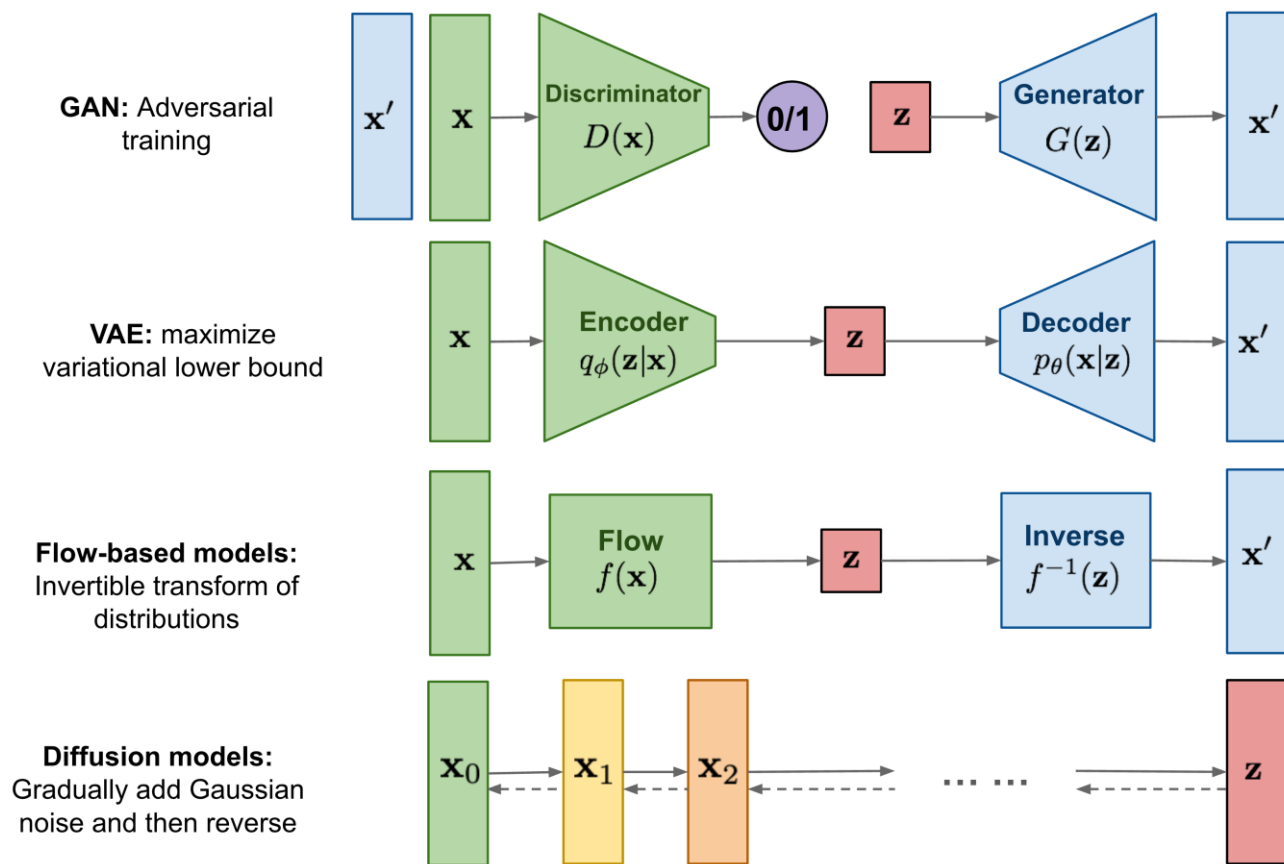 GAN: Adversarial
training
x′
x
Discriminator
D(x)
0/1
z
Generator
G(z)
x′
VAE: maximize
variational lower bound
x
Encoder
qϕ(z|x)
z
Decoder
pθ(x|z)
x′
Flow-based models:
Invertible transform of
distributions
x
Flow
f(x)
z
Inverse
f⁻¹(z)
x′
Diffusion models:
Gradually add Gaussian
noise and then reverse
x₀
x₁
x₂
... ...
z